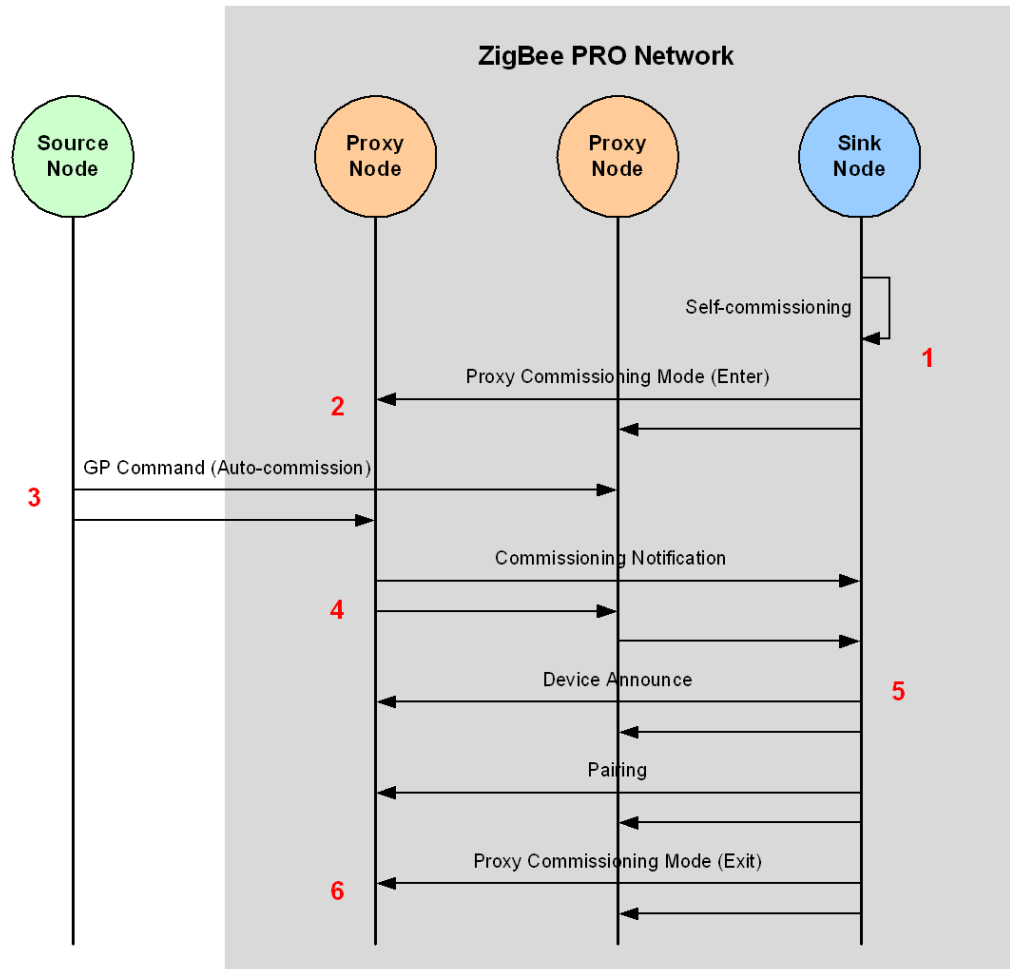 ZigBee PRO Network
Source
Node
Proxy
Node
Proxy
Node
Sink
Node
Self-commissioning
1
Proxy Commissioning Mode (Enter)
2
GP Command (Auto-commission)
3
Commissioning Notification
4
Device Announce
5
Pairing
Proxy Commissioning Mode (Exit)
6